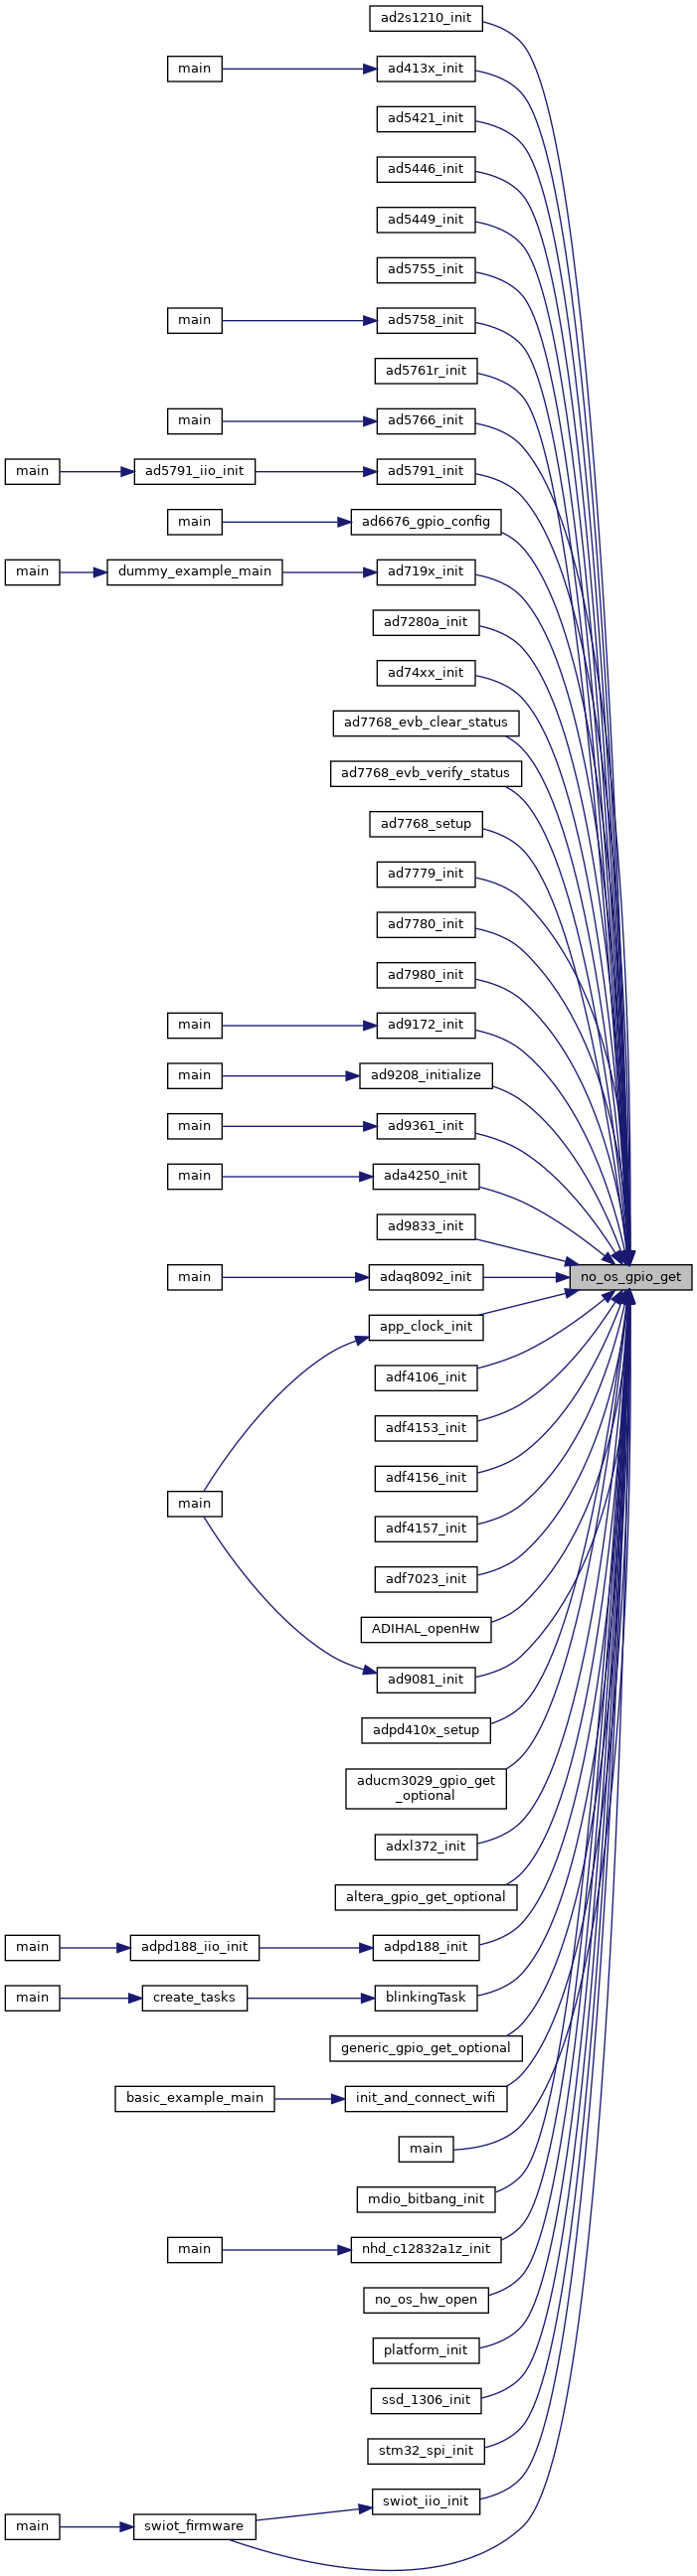 ad2s1210_init
main
ad413x_init
ad5421_init
ad5446_init
ad5449_init
ad5755_init
main
ad5758_init
ad5761r_init
main
ad5766_init
main
ad5791_iio_init
ad5791_init
main
ad6676_gpio_config
main
dummy_example_main
ad719x_init
ad7280a_init
ad74xx_init
ad7768_evb_clear_status
ad7768_evb_verify_status
ad7768_setup
ad7779_init
ad7780_init
ad7980_init
main
ad9172_init
main
ad9208_initialize
main
ad9361_init
main
ada4250_init
ad9833_init
main
adaq8092_init
no_os_gpio_get
app_clock_init
adf4106_init
adf4153_init
adf4156_init
main
adf4157_init
adf7023_init
ADIHAL_openHw
ad9081_init
adpd410x_setup
aducm3029_gpio_get
_optional
adxl372_init
altera_gpio_get_optional
main
adpd188_iio_init
adpd188_init
main
create_tasks
blinkingTask
generic_gpio_get_optional
basic_example_main
init_and_connect_wifi
main
mdio_bitbang_init
main
nhd_c12832a1z_init
no_os_hw_open
platform_init
ssd_1306_init
stm32_spi_init
swiot_iio_init
main
swiot_firmware